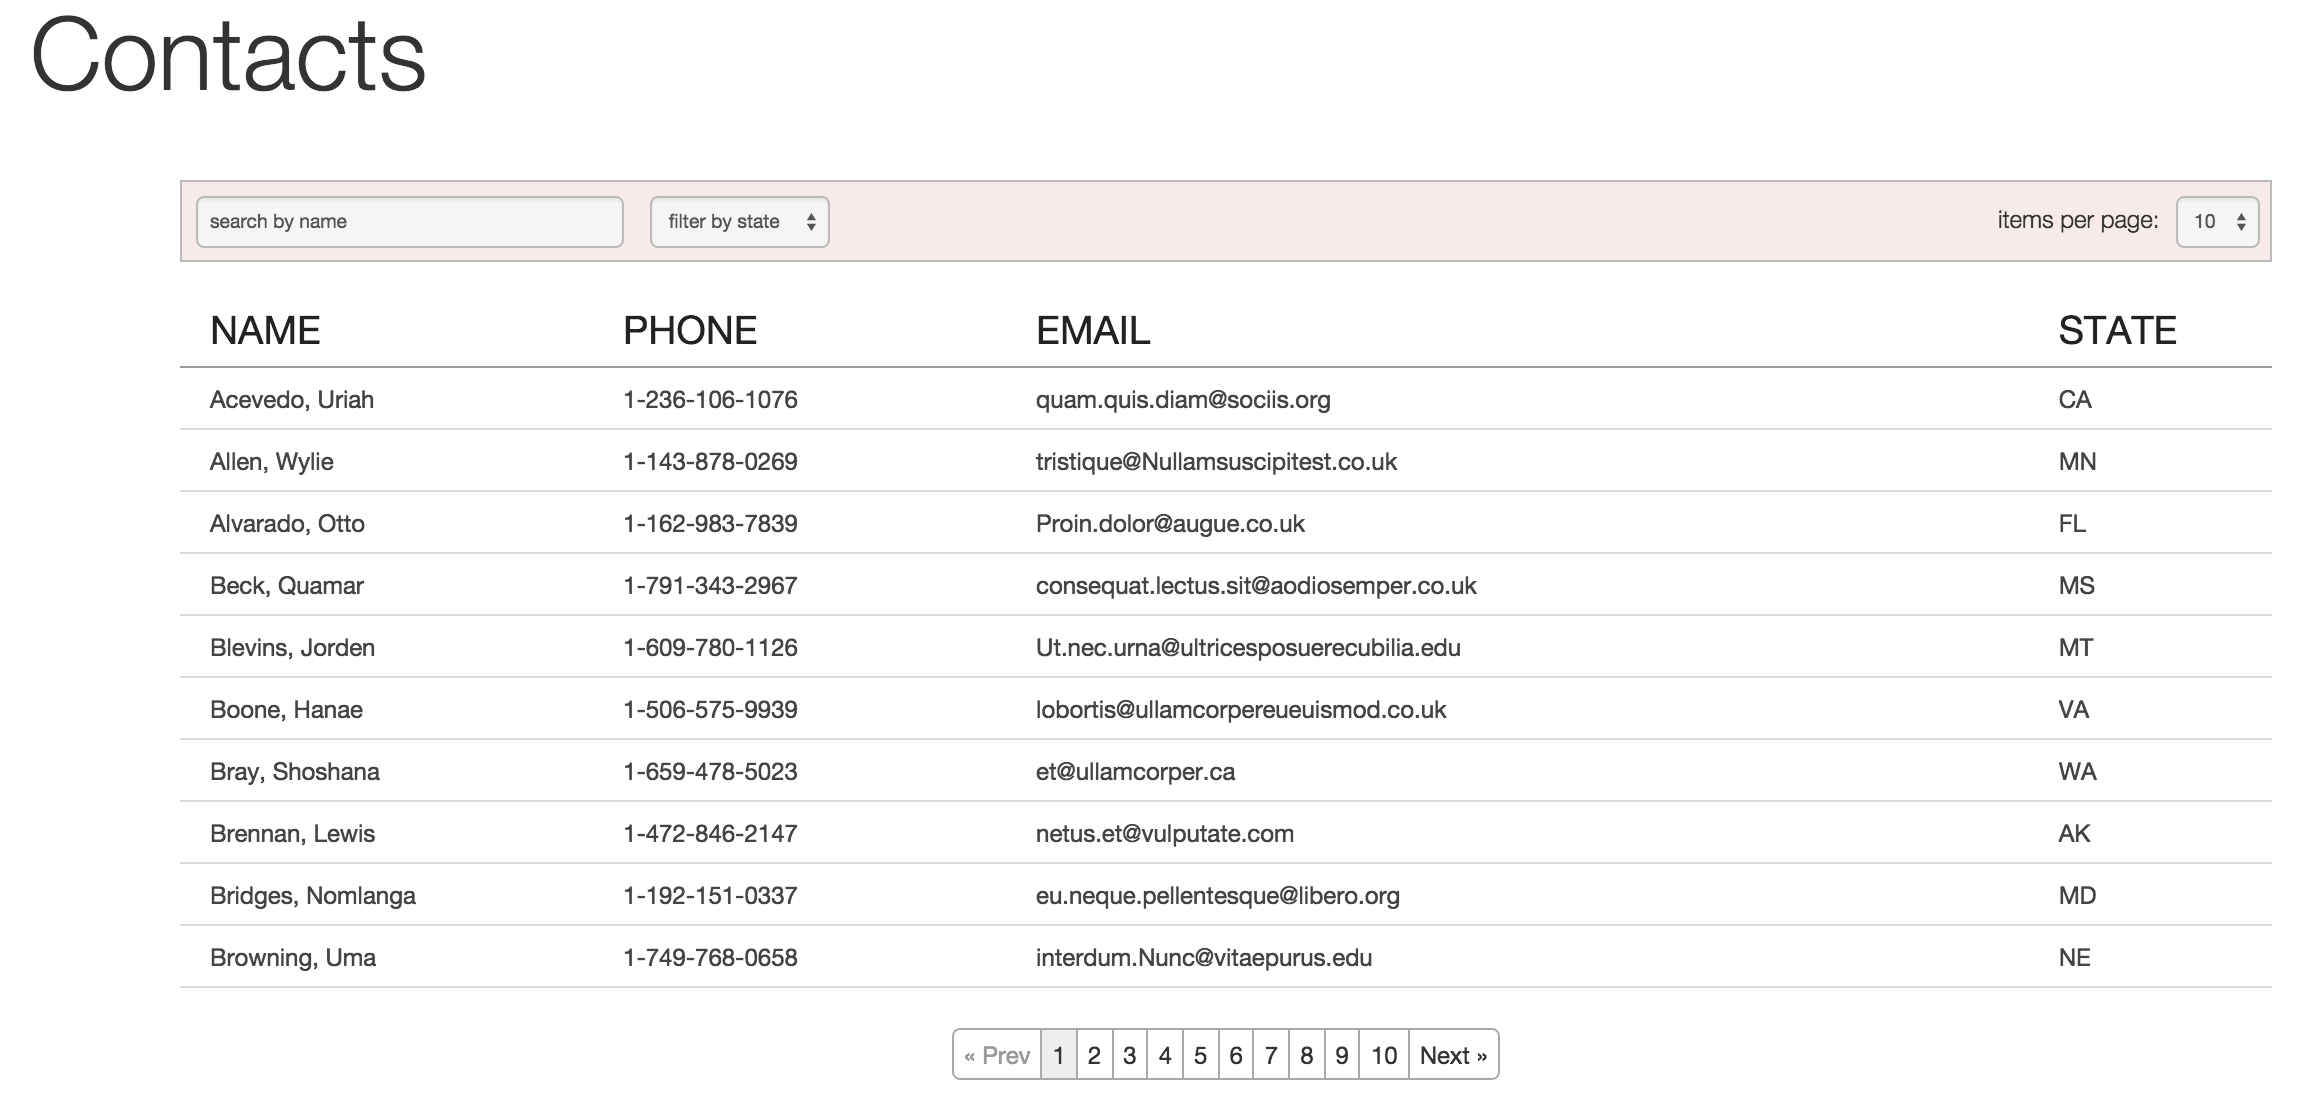 Contacts
search by name filter by state items per page: 10
NAME PHONE EMAIL STATE
Acevedo, Uriah 1-236-106-1076 quam.quis.diam@sociis.org CA
Allen, Wylie 1-143-878-0269 tristique@Nullamsuscipitest.co.uk MN
Alvarado, Otto 1-162-983-7839 Proin.dolor@augue.co.uk FL
Beck, Quamar 1-791-343-2967 consequat.lectus.sit@aodiosemper.co.uk MS
Blevins, Jorden 1-609-780-1126 Ut.nec.urna@ultricesposuerecubilia.edu MT
Boone, Hanae 1-506-575-9939 lobortis@ullamcorpereueuismod.co.uk VA
Bray, Shoshana 1-659-478-5023 et@ullamcorper.ca WA
Brennan, Lewis 1-472-846-2147 netus.et@vulputate.com AK
Bridges, Nomlanga 1-192-151-0337 eu.neque.pellentesque@libero.org MD
Browning, Uma 1-749-768-0658 interdum.Nunc@vitaepurus.edu NE
« Prev 1 2 3 4 5 6 7 8 9 10 Next »